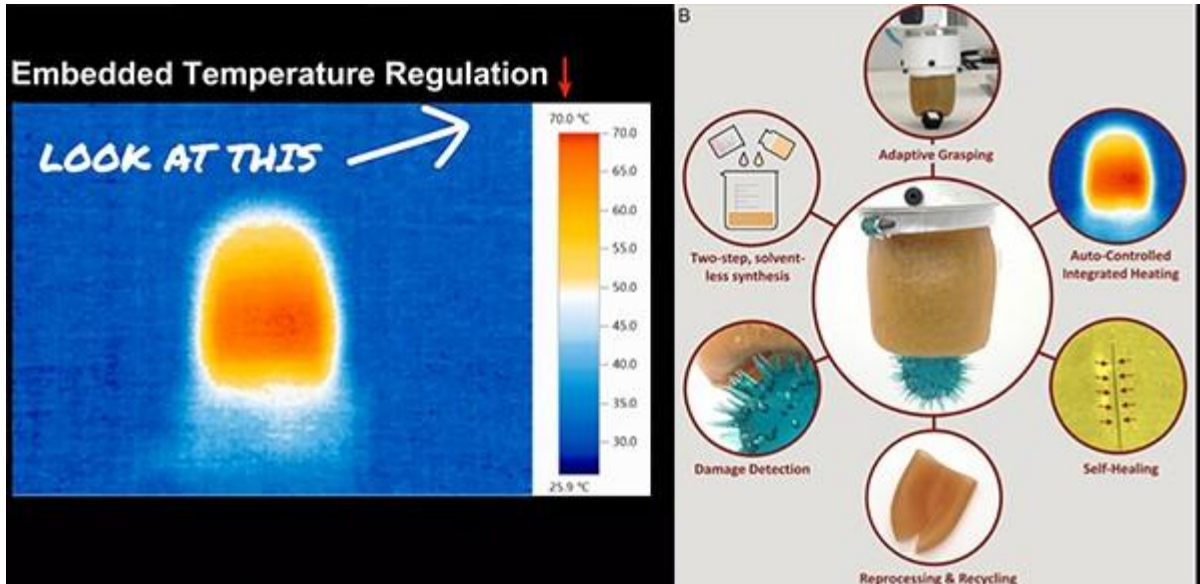 Embedded Temperature Regulation
LOOK AT THIS
70.0 °C
70.0
65.0
60.0
55.0
50.0
45.0
40.0
35.0
30.0
25.9 °C
B
Adaptive Grasping
Two-step, solvent-
less synthesis
Auto-Controlled
Integrated Heating
Damage Detection
Self-Healing
Reprocessing & Recycling